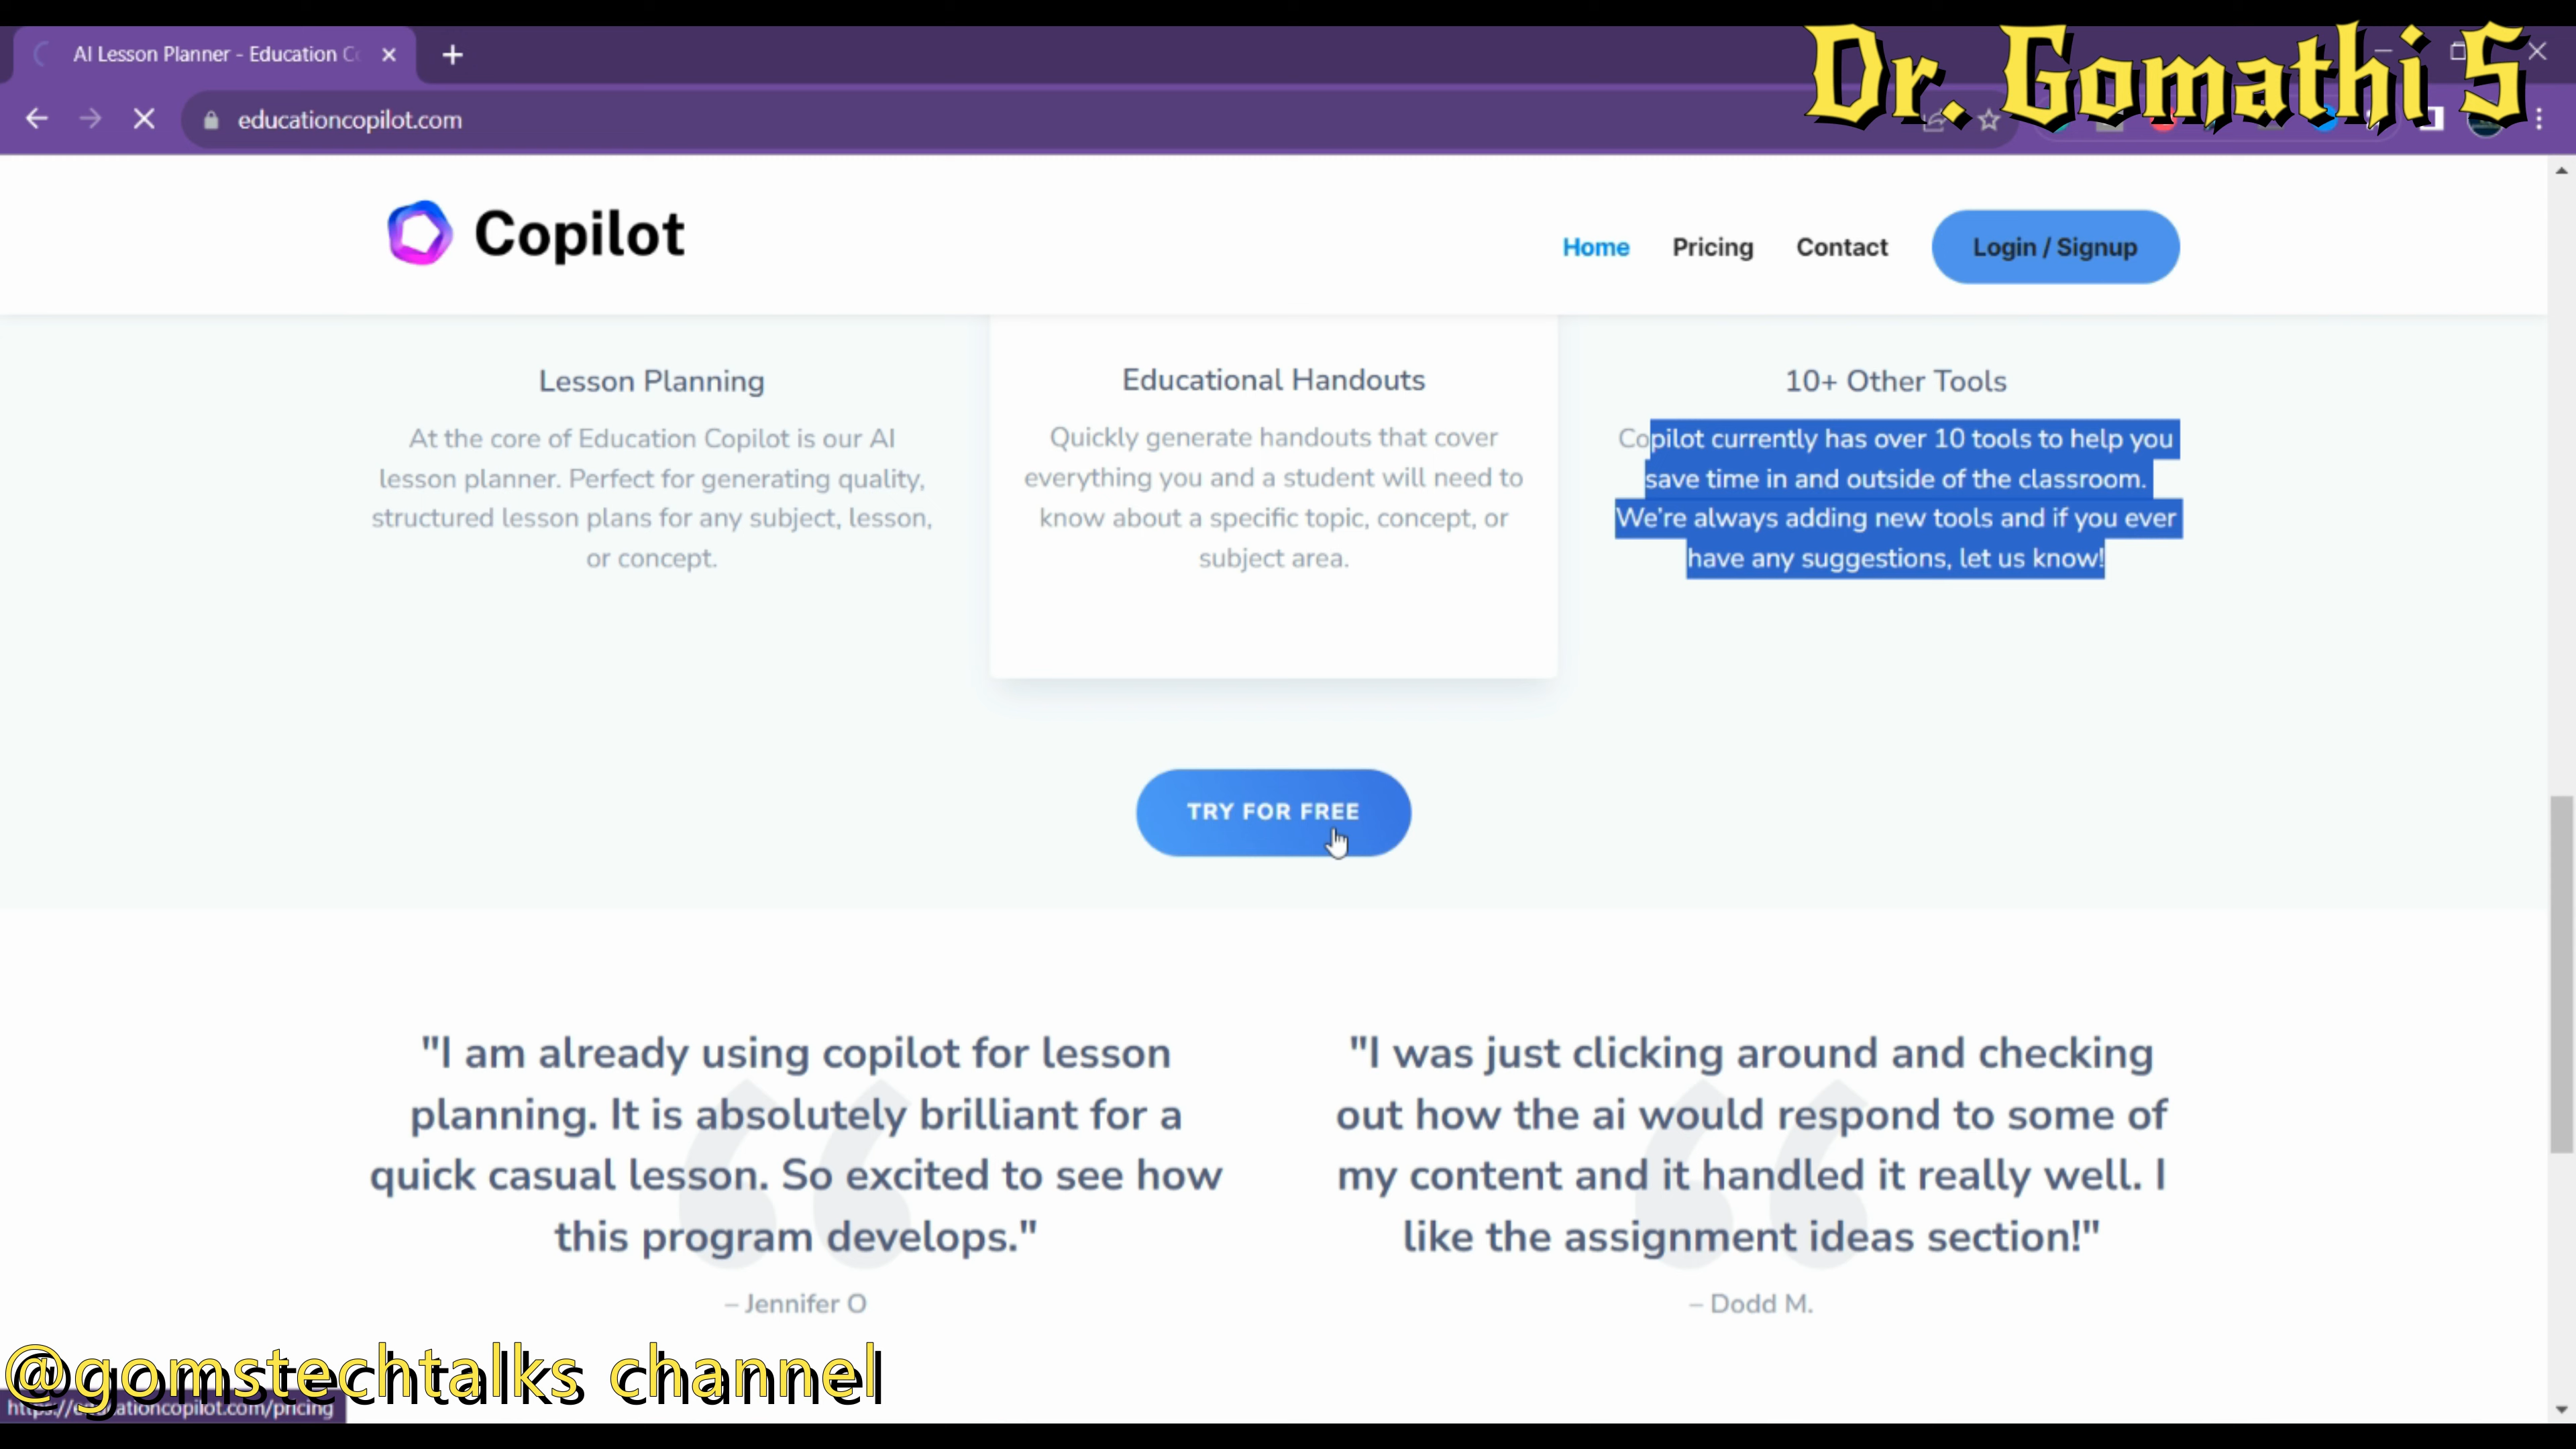 AI Lesson Planner - Education Co
Dr. Gomathi S
educationcopilot.com
Copilot
Home
Pricing
Contact
Login / Signup
Lesson Planning
At the core of Education Copilot is our AI
lesson planner. Perfect for generating quality,
structured lesson plans for any subject, lesson,
or concept.
Educational Handouts
Quickly generate handouts that cover
everything you and a student will need to
know about a specific topic, concept, or
subject area.
10+ Other Tools
Copilot currently has over 10 tools to help you
save time in and outside of the classroom.
We're always adding new tools and if you ever
have any suggestions, let us know!
TRY FOR FREE
"I am already using copilot for lesson
planning. It is absolutely brilliant for a
quick casual lesson. So excited to see how
this program develops."
– Jennifer O
"I was just clicking around and checking
out how the ai would respond to some of
my content and it handled it really well. I
like the assignment ideas section!"
– Dodd M.
@gomstechtalks channel
https://educationcopilot.com/pricing